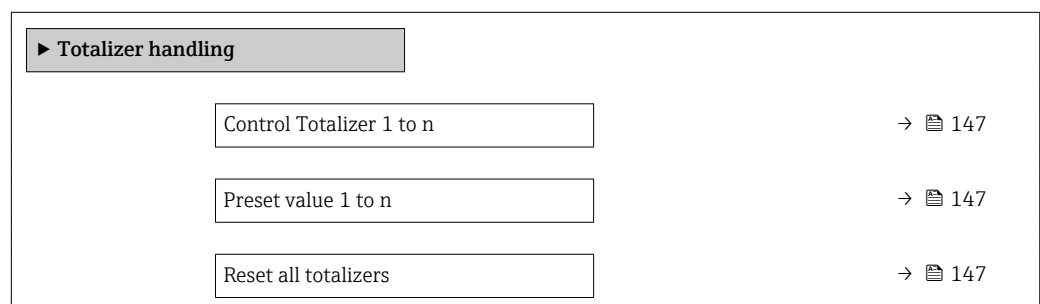 ▶ Totalizer handling
Control Totalizer 1 to n → 147
Preset value 1 to n → 147
Reset all totalizers → 147